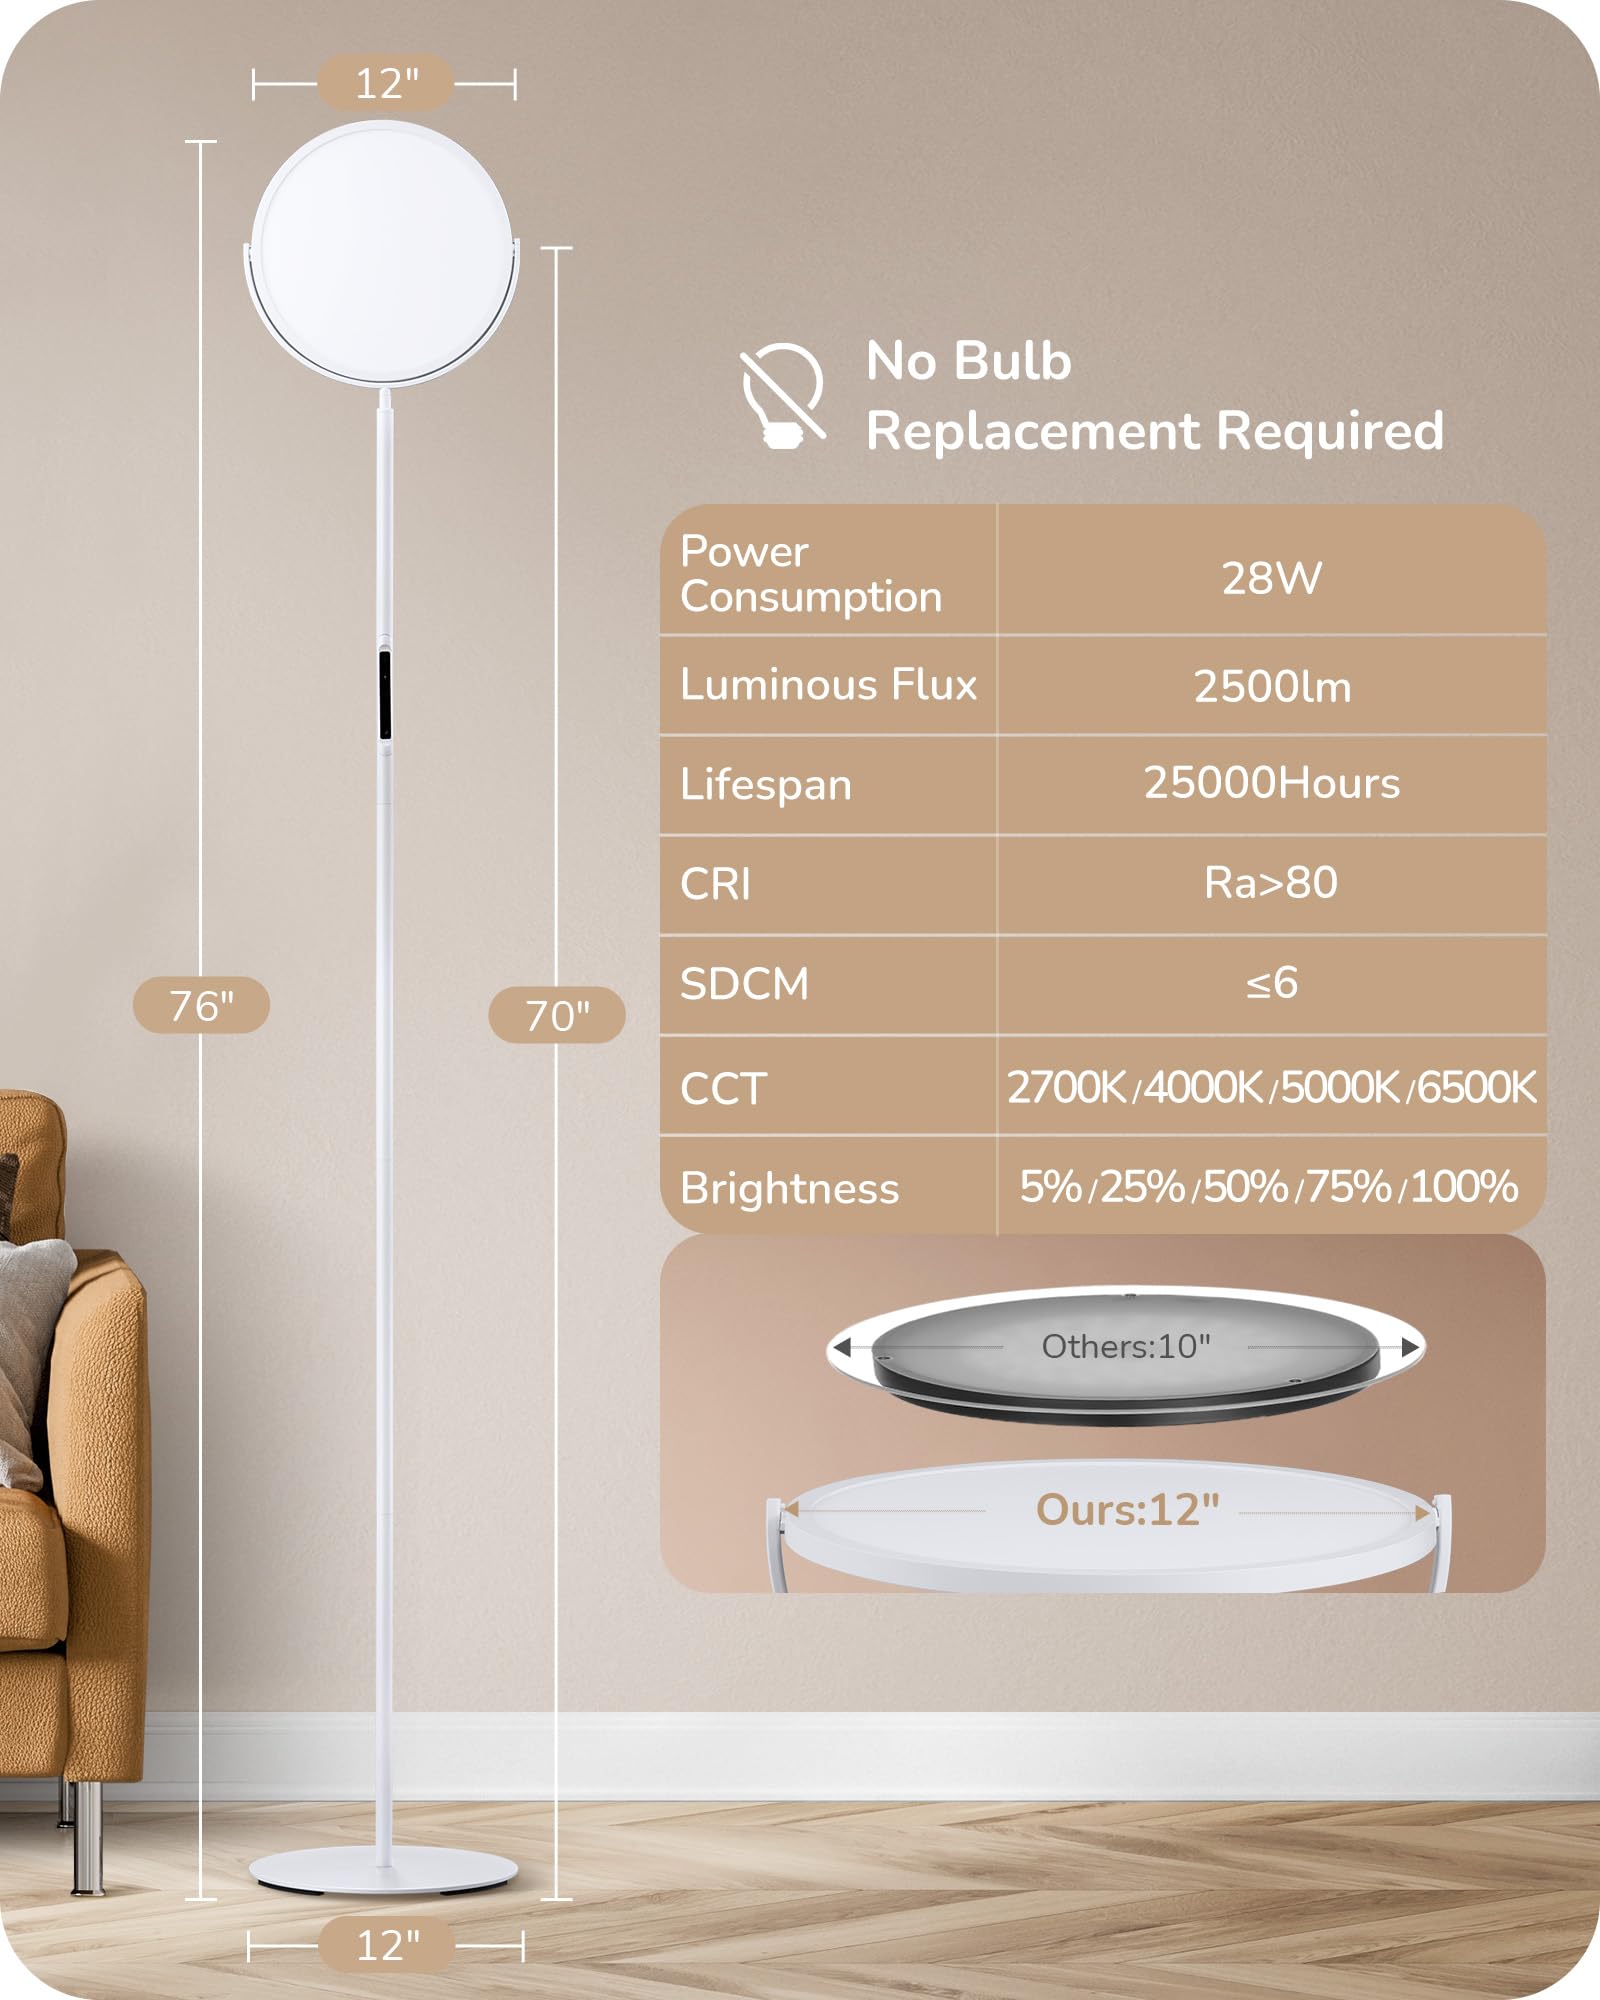 12"
76"
70"
12"
No Bulb
Replacement Required
Power
Consumption
28W
Luminous Flux
2500lm
Lifespan
25000Hours
CRI
Ra>80
SDCM
≤6
CCT
2700K/4000K/5000K/6500K
Brightness
5%/25%/50%/75%/100%
Others:10"
Ours:12"